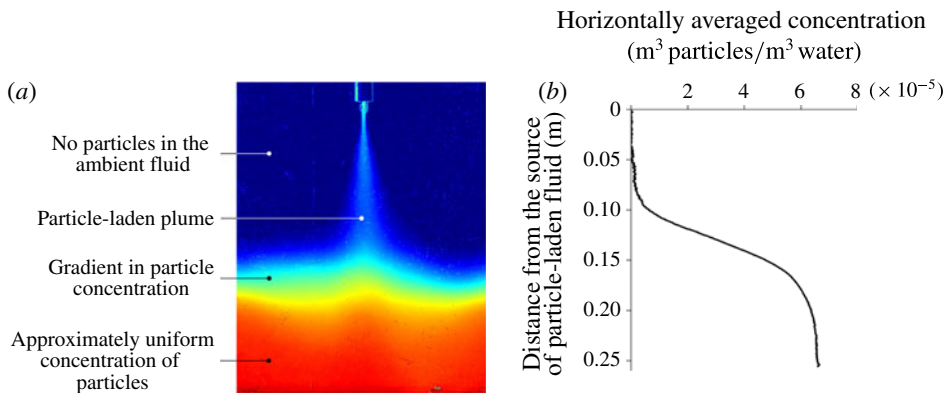 (a)
No particles in the
ambient fluid
Particle-laden plume
Gradient in particle
concentration
Approximately uniform
concentration of
particles
Horizontally averaged concentration
(m³ particles/m³ water)
(b)
2 4 6 8 (× 10⁻⁵)
0
0.05
0.10
0.15
0.20
0.25
Distance from the source
of particle-laden fluid (m)